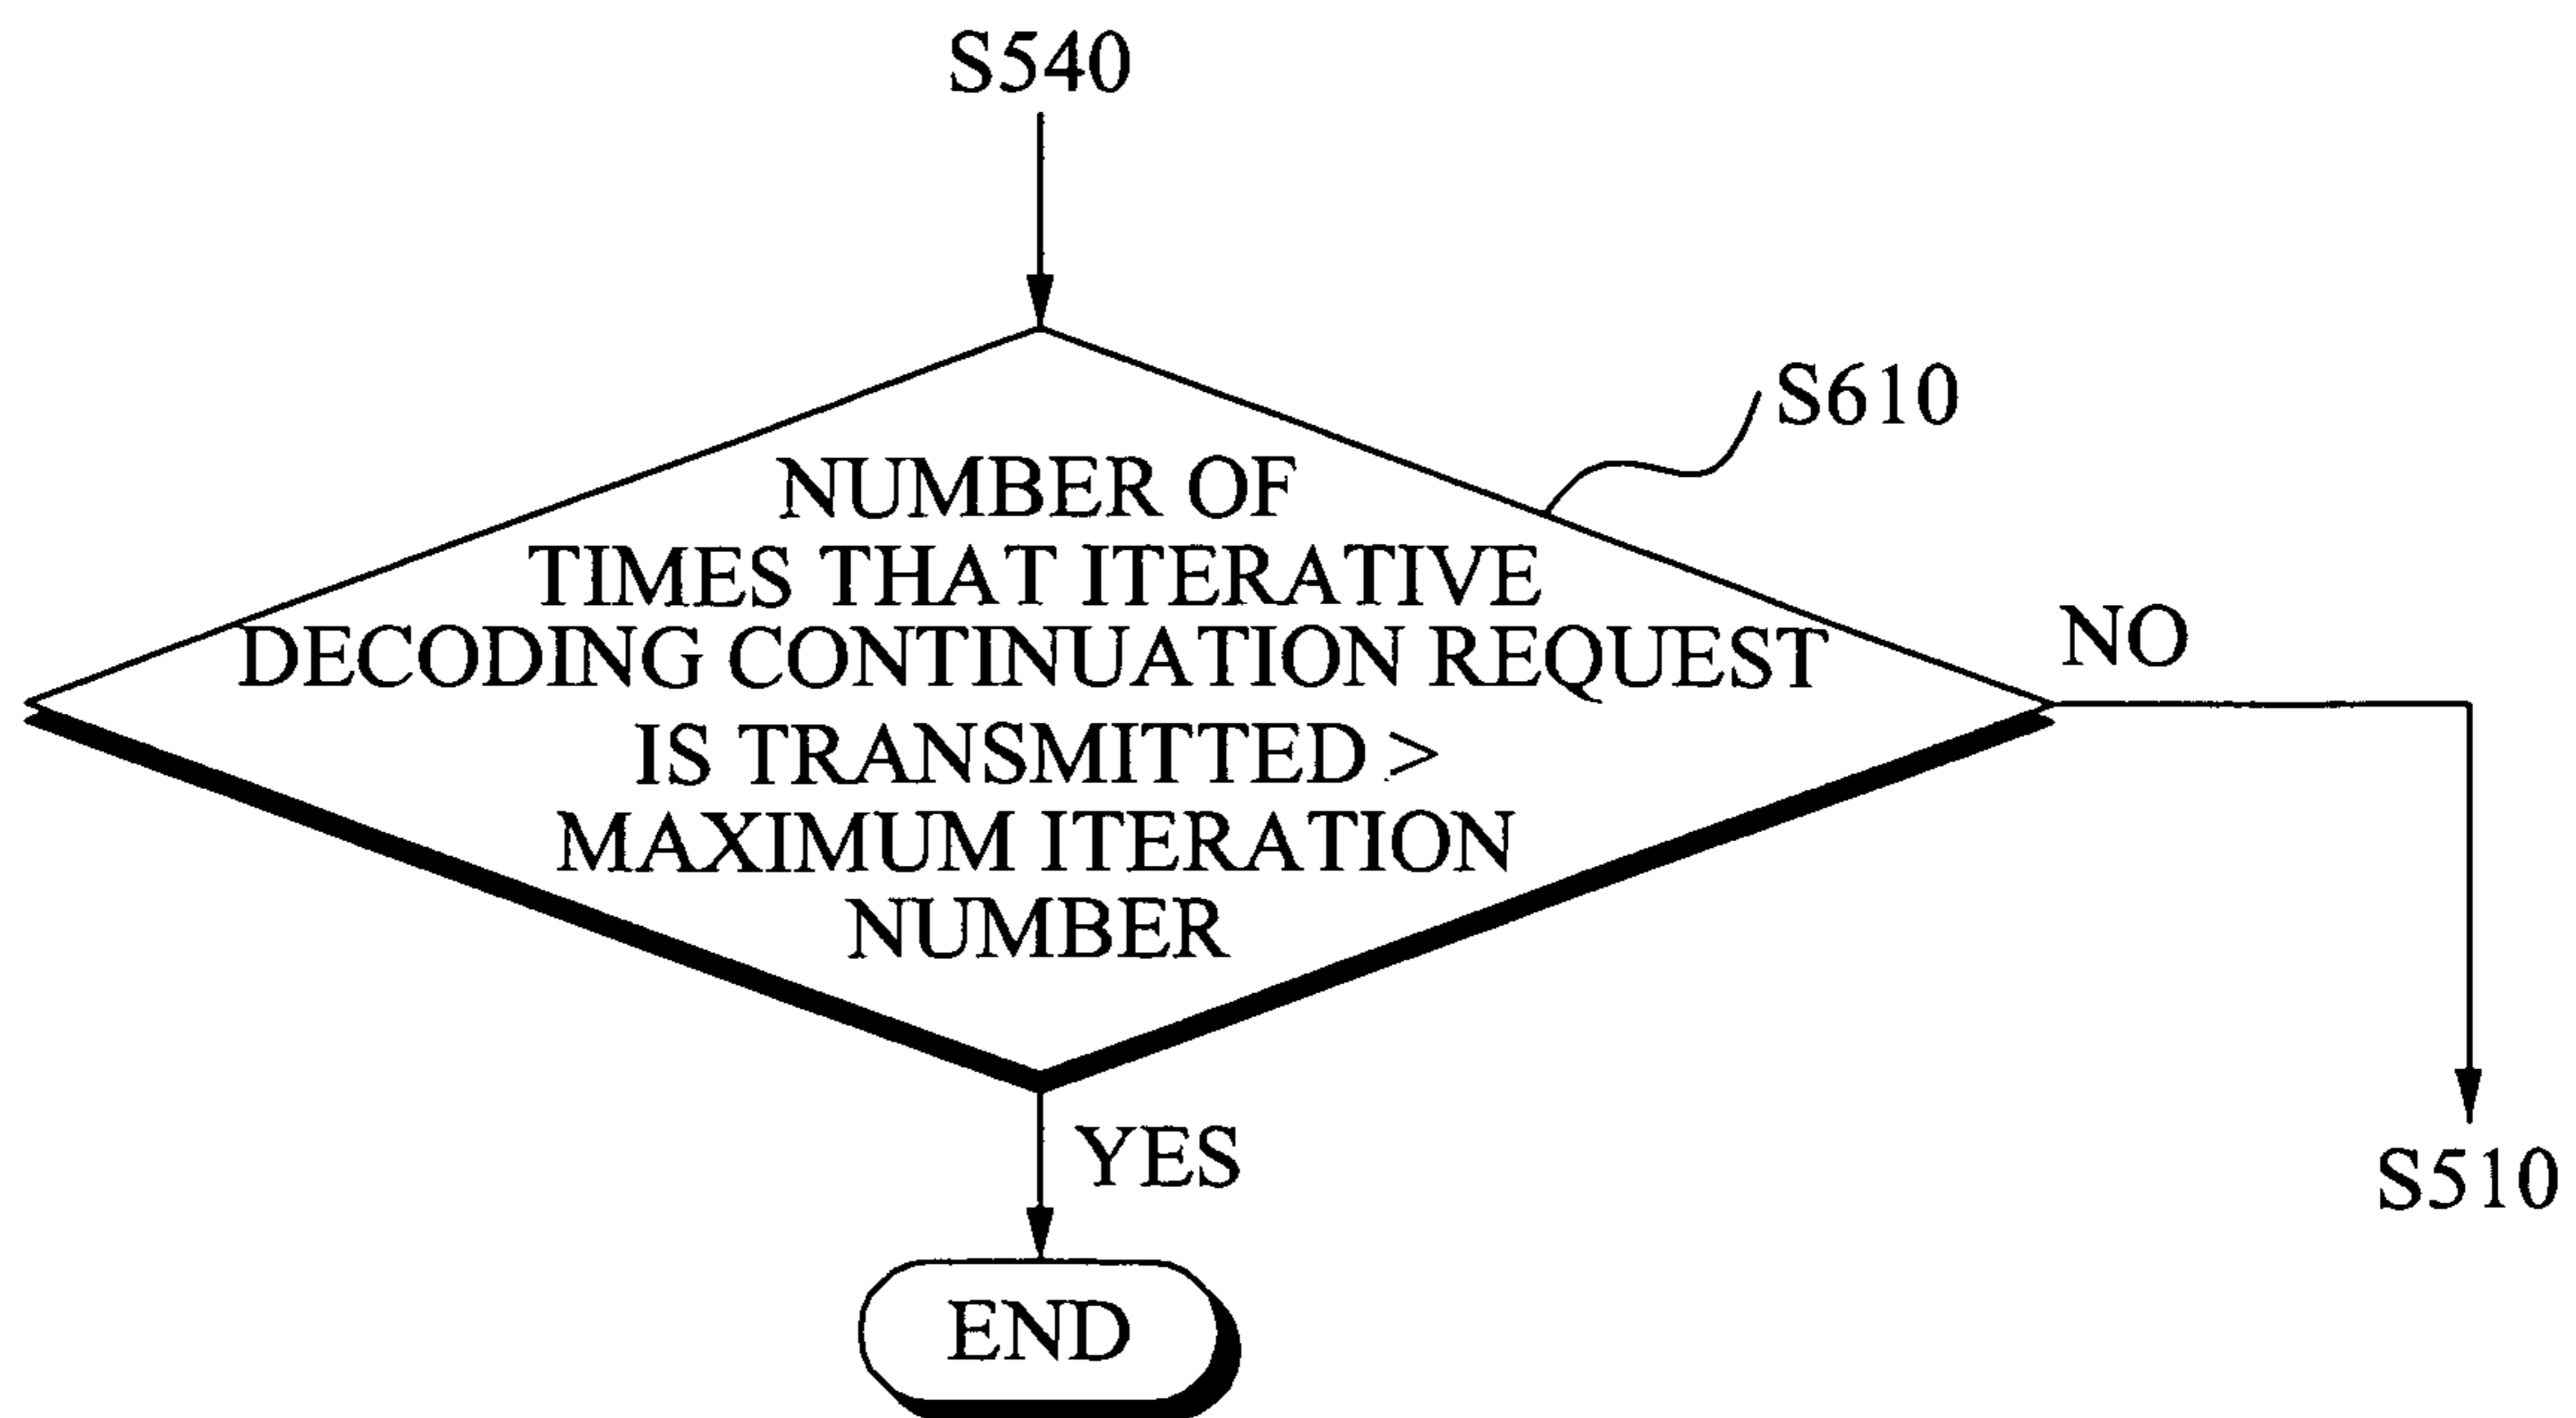 S540
S610
NUMBER OF
TIMES THAT ITERATIVE
DECODING CONTINUATION REQUEST
IS TRANSMITTED >
MAXIMUM ITERATION
NUMBER
NO
YES
S510
END